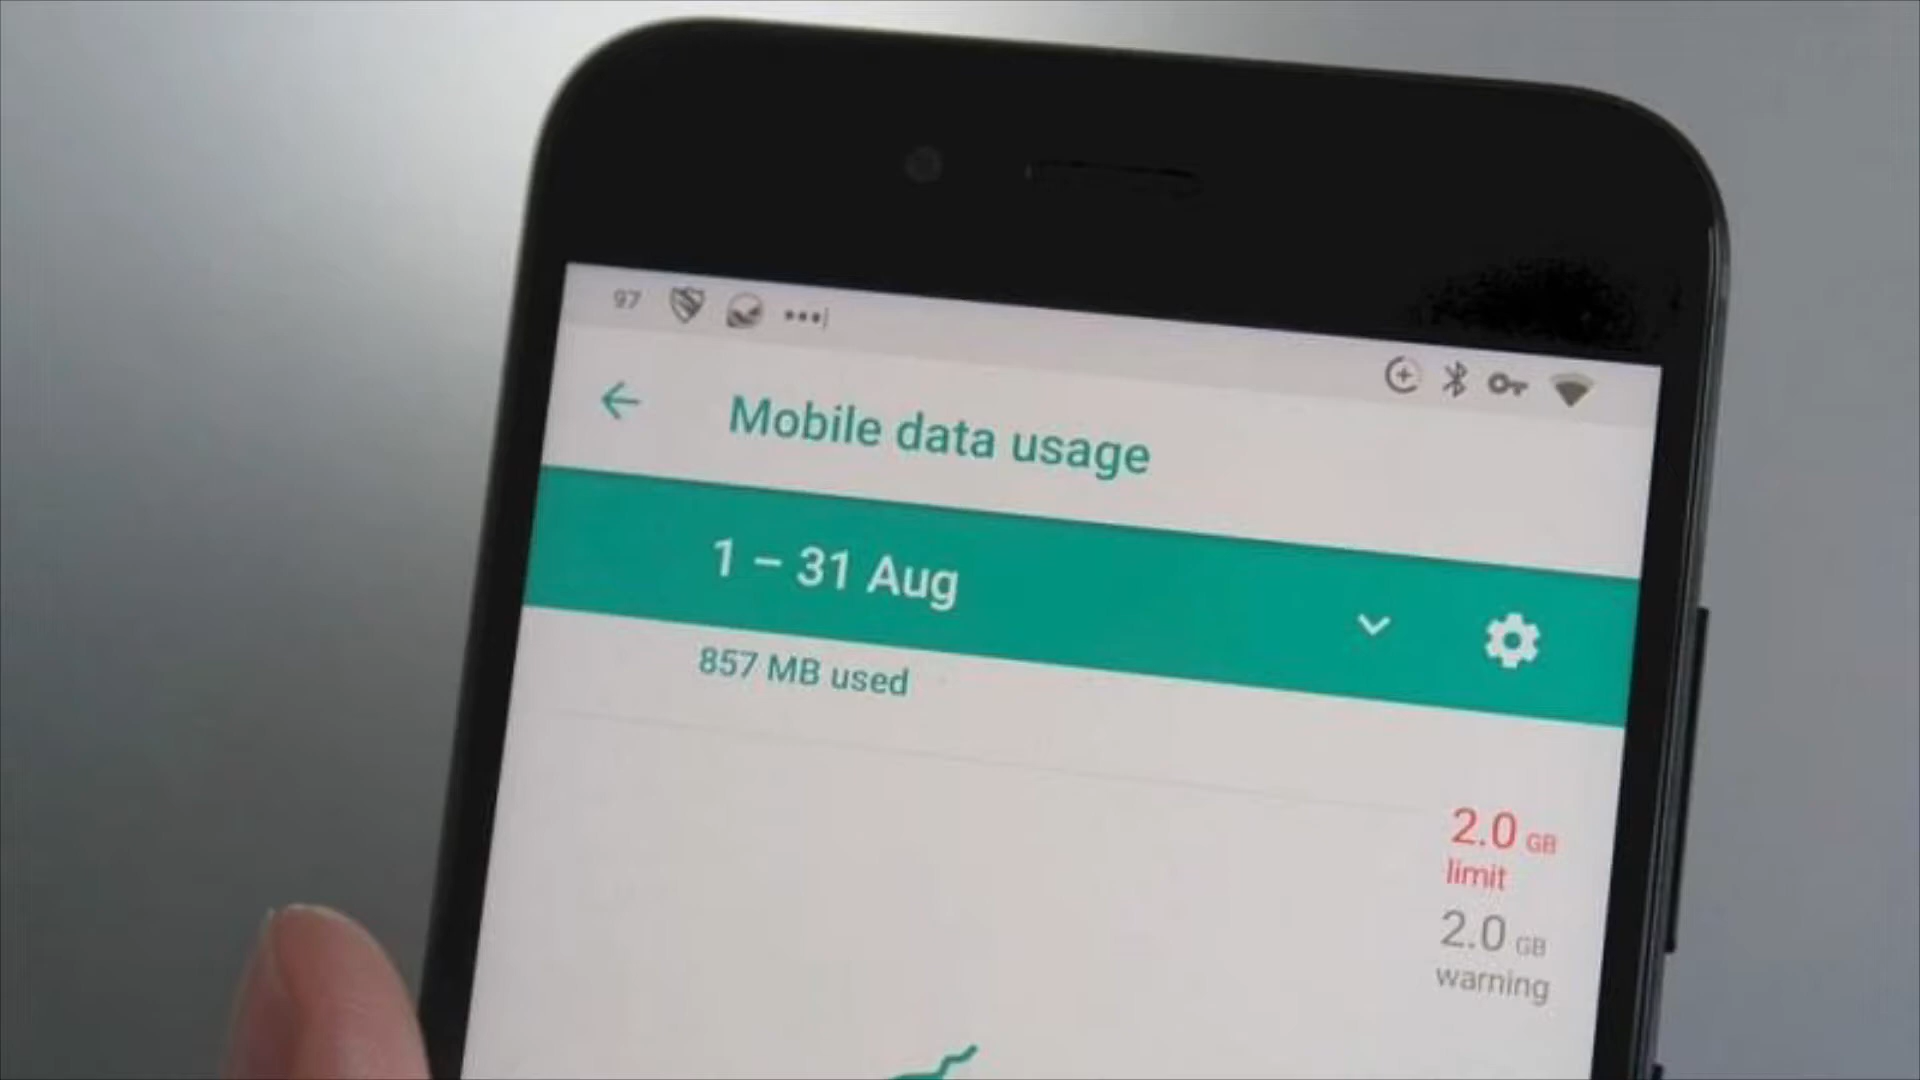 97
Mobile data usage
1 – 31 Aug
857 MB used
2.0 GB
limit
2.0 GB
warning